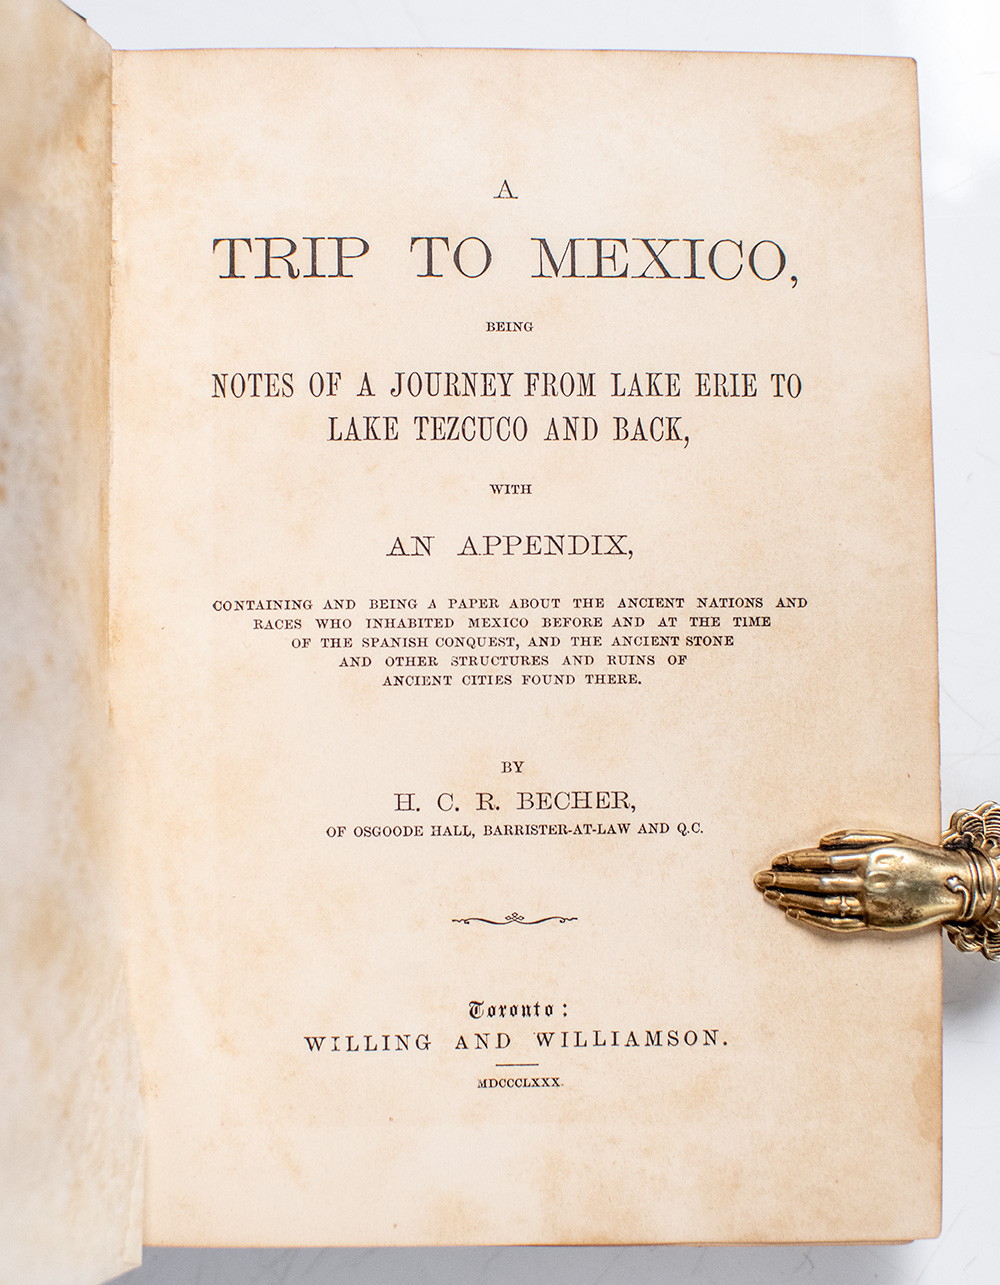 A
TRIP TO MEXICO,
BEING
NOTES OF A JOURNEY FROM LAKE ERIE TO
LAKE TEZCUCO AND BACK,
WITH
AN APPENDIX,
CONTAINING AND BEING A PAPER ABOUT THE ANCIENT NATIONS AND
RACES WHO INHABITED MEXICO BEFORE AND AT THE TIME
OF THE SPANISH CONQUEST, AND THE ANCIENT STONE
AND OTHER STRUCTURES AND RUINS OF
ANCIENT CITIES FOUND THERE.
BY
H. C. R. BECHER,
OF OSGOODE HALL, BARRISTER-AT-LAW AND Q.C.
Toronto:
WILLING AND WILLIAMSON.
MDCCCLXXX.